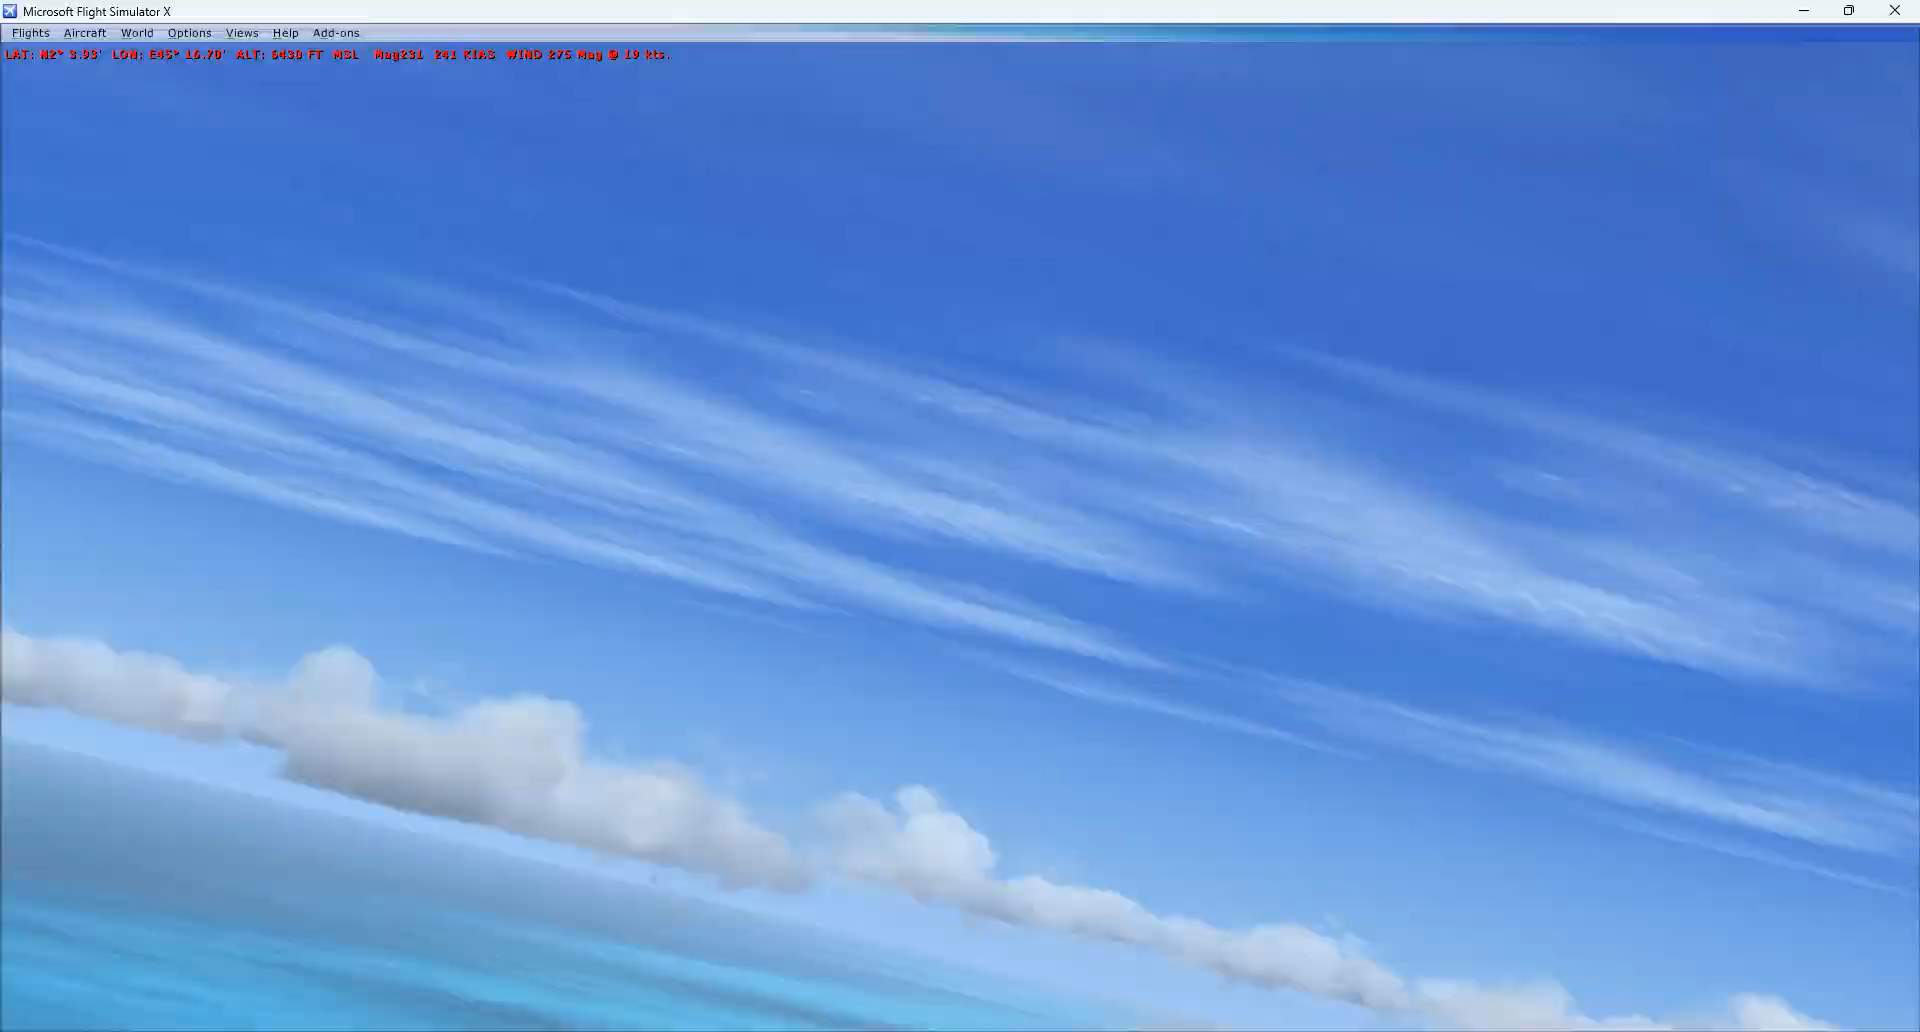 Microsoft Flight Simulator X
Flights Aircraft World Options Views Help Add-ons
LAT: N2* 3.93' LON: E45* 16.70' ALT: 6430 FT MSL Mag231 241 KIAS WIND 275 Mag @ 19 kts.